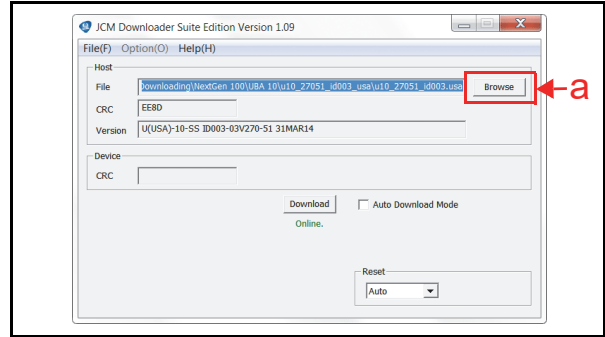 JCM Downloader Suite Edition Version 1.09
File(F) Option(O) Help(H)
Host
File Downloading\NextGen 100\UBA 10\u10_27051_id003_usa\u10_27051_id003.usa Browse
a
CRC EE8D
Version U(USA)-10-SS ID003-03V270-51 31MAR14
Device
CRC
Download Auto Download Mode
Online.
Reset
Auto